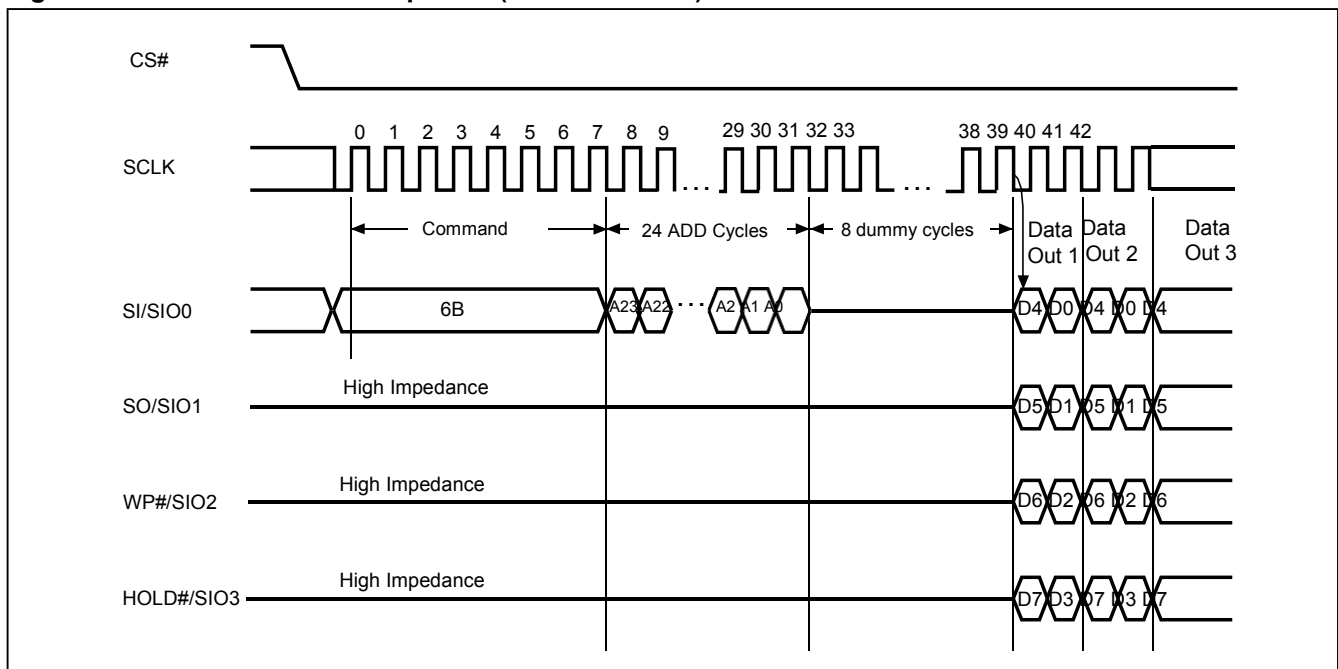 CS#
0 1 2 3 4 5 6 7 8 9 29 30 31 32 33 38 39 40 41 42
SCLK
... ...
Command 24 ADD Cycles 8 dummy cycles Data Out 1 Data Out 2 Data Out 3
SI/SIO0 6B A23 A22 ... A2 A1 A0 D4 D0 D4 D0 D4
High Impedance
SO/SIO1 D5 D1 D5 D1 D5
High Impedance
WP#/SIO2 D6 D2 D6 D2 D6
High Impedance
HOLD#/SIO3 D7 D3 D7 D3 D7